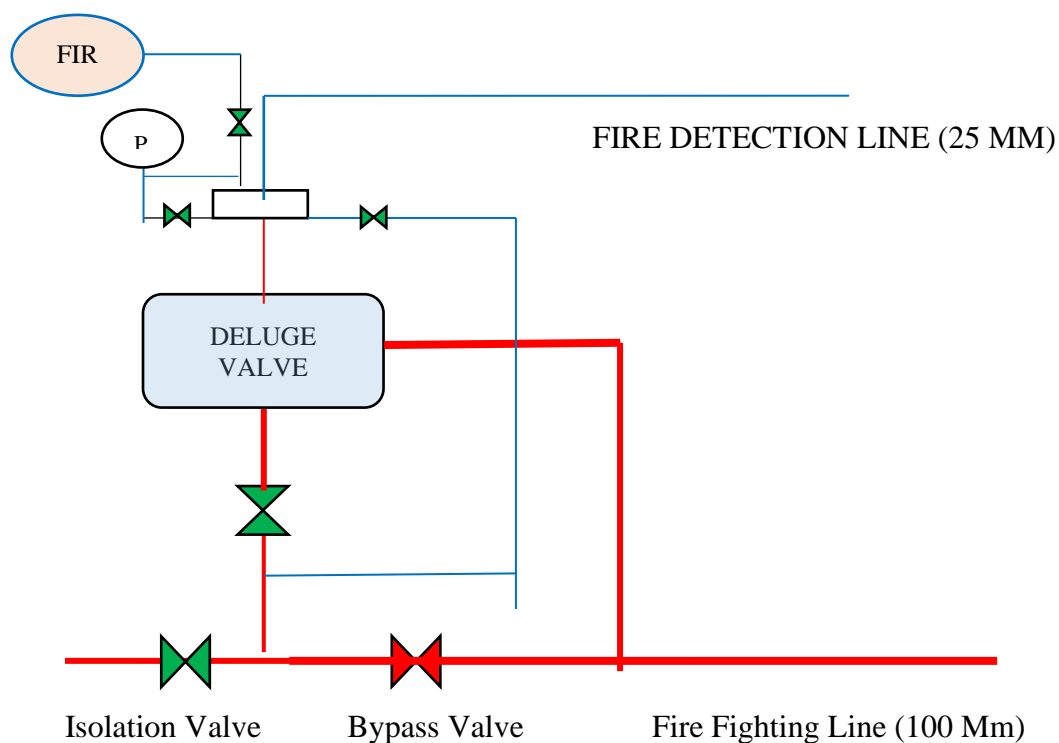 FIR
P
FIRE DETECTION LINE (25 MM)
DELUGE
VALVE
Isolation Valve
Bypass Valve
Fire Fighting Line (100 Mm)